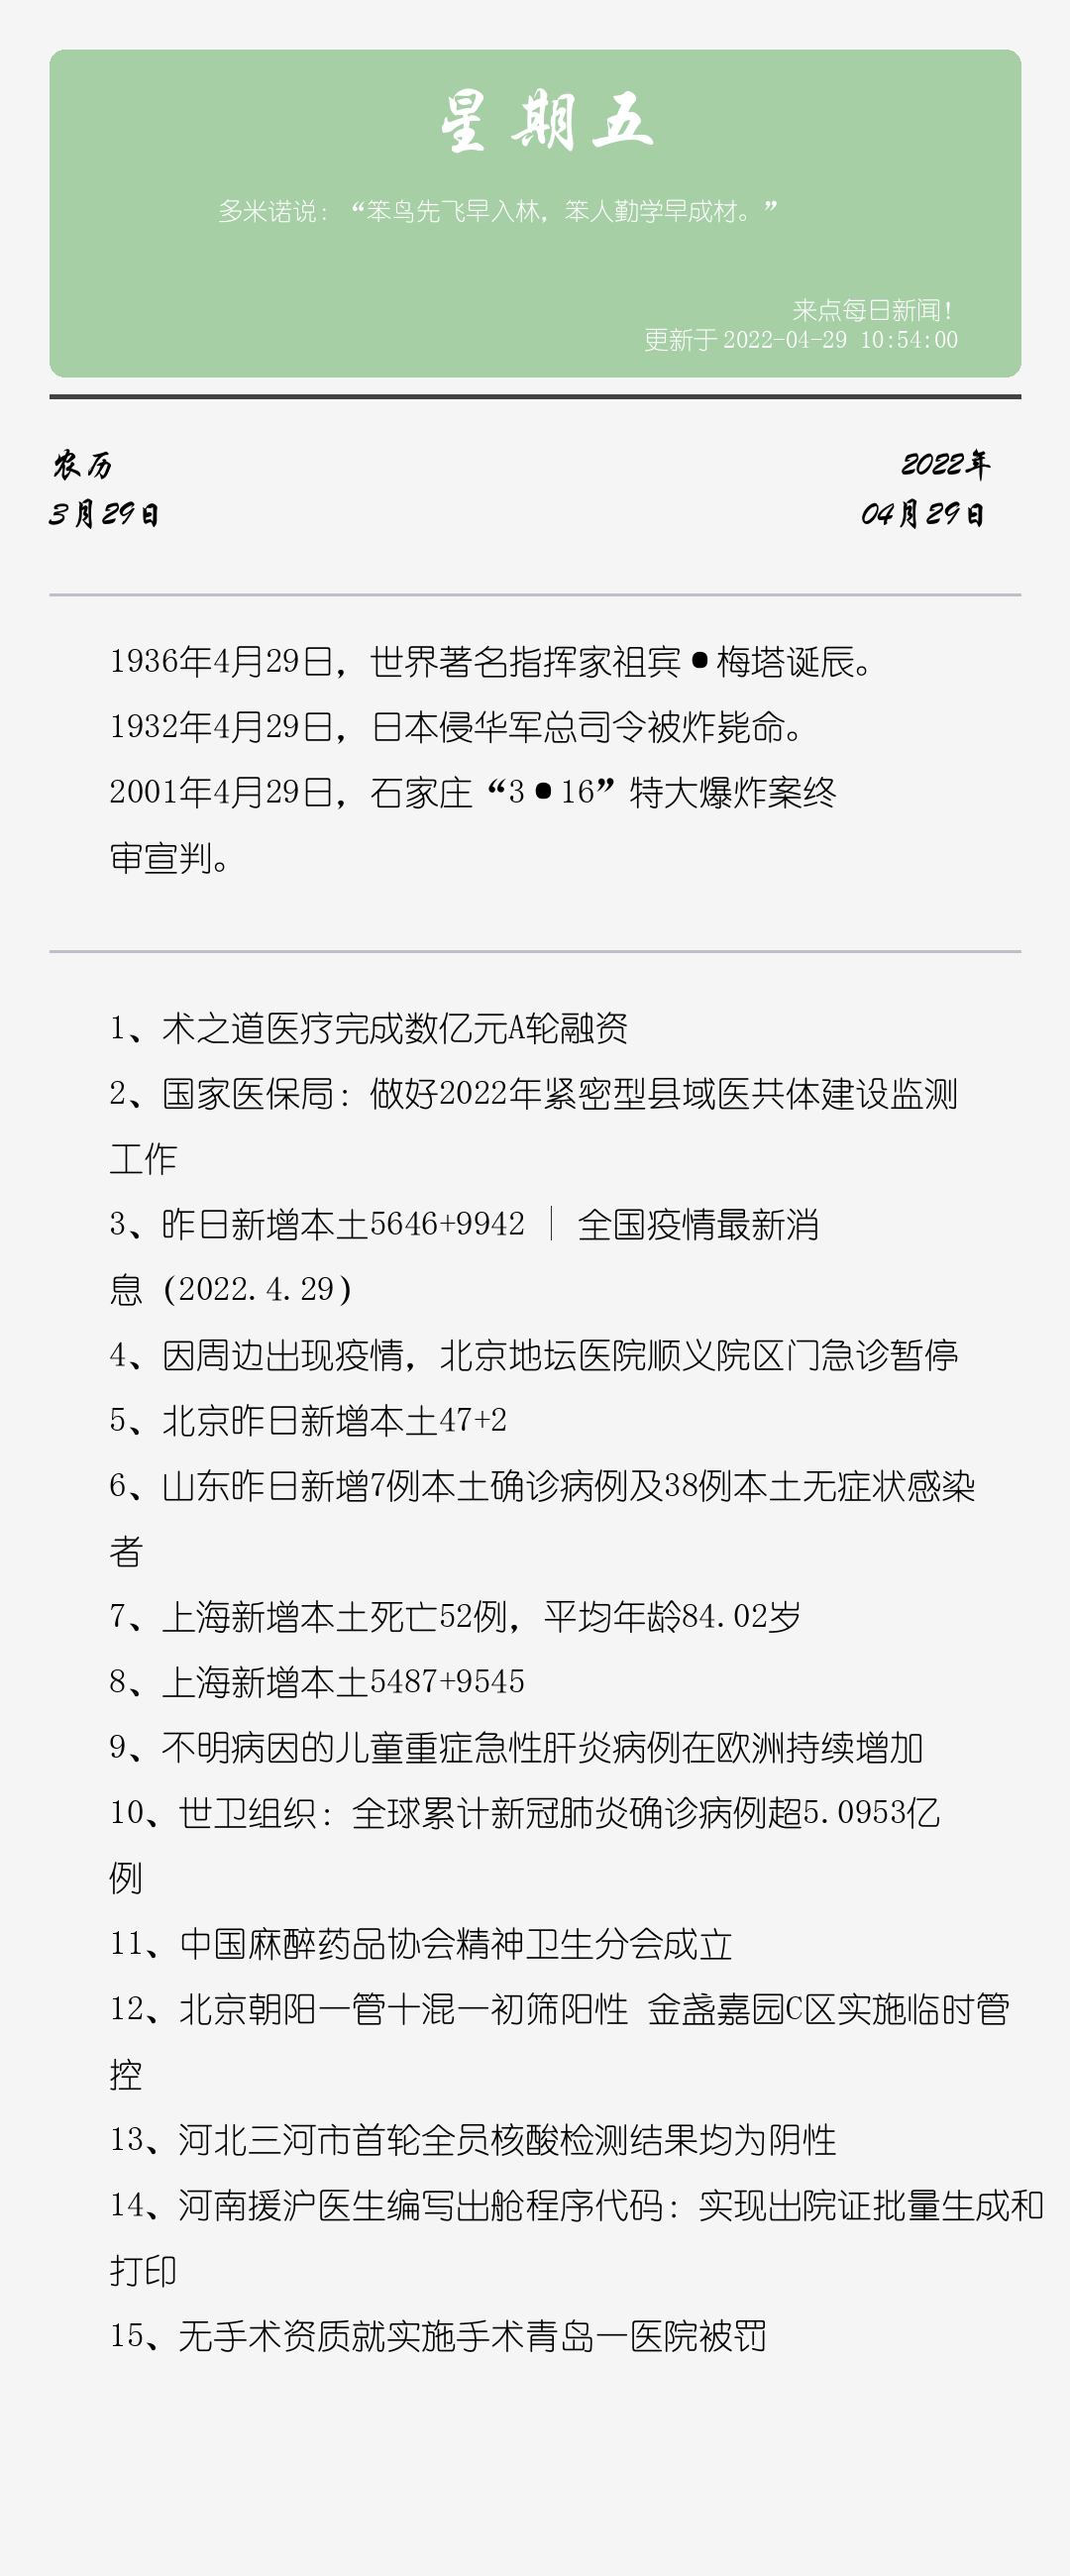 星期五
多米诺说：“笨鸟先飞早入林，笨人勤学早成材。”
来点每日新闻！
更新于 2022-04-29 10:54:00
农历
3月29日
2022年
04月29日
1936年4月29日，世界著名指挥家祖宾•梅塔诞辰。
1932年4月29日，日本侵华军总司令被炸毙命。
2001年4月29日，石家庄“3•16”特大爆炸案终
审宣判。
1、术之道医疗完成数亿元A轮融资
2、国家医保局：做好2022年紧密型县域医共体建设监测
工作
3、昨日新增本土5646+9942 ｜ 全国疫情最新消
息（2022.4.29）
4、因周边出现疫情，北京地坛医院顺义院区门急诊暂停
5、北京昨日新增本土47+2
6、山东昨日新增7例本土确诊病例及38例本土无症状感染
者
7、上海新增本土死亡52例，平均年龄84.02岁
8、上海新增本土5487+9545
9、不明病因的儿童重症急性肝炎病例在欧洲持续增加
10、世卫组织：全球累计新冠肺炎确诊病例超5.0953亿
例
11、中国麻醉药品协会精神卫生分会成立
12、北京朝阳一管十混一初筛阳性 金盏嘉园C区实施临时管
控
13、河北三河市首轮全员核酸检测结果均为阴性
14、河南援沪医生编写出舱程序代码：实现出院证批量生成和
打印
15、无手术资质就实施手术青岛一医院被罚